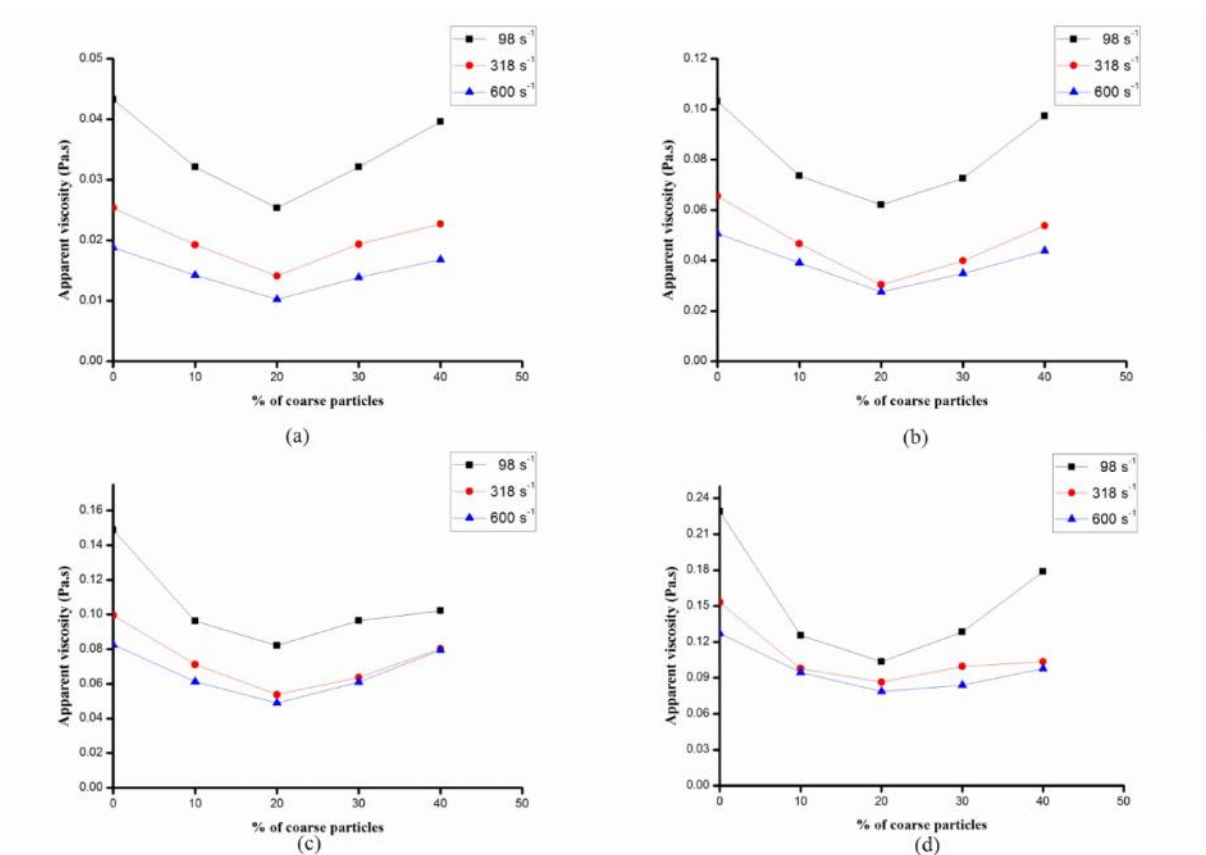 98 s⁻¹
318 s⁻¹
600 s⁻¹
0.05
0.04
0.03
0.02
0.01
0.00
Apparent viscosity (Pa.s)
0 10 20 30 40 50
% of coarse particles
(a)
98 s⁻¹
318 s⁻¹
600 s⁻¹
0.12
0.10
0.08
0.06
0.04
0.02
0.00
Apparent viscosity (Pa.s)
0 10 20 30 40 50
% of coarse particles
(b)
98 s⁻¹
318 s⁻¹
600 s⁻¹
0.16
0.14
0.12
0.10
0.08
0.06
0.04
0.02
0.00
Apparent viscosity (Pa.s)
0 10 20 30 40 50
% of coarse particles
(c)
98 s⁻¹
318 s⁻¹
600 s⁻¹
0.24
0.21
0.18
0.15
0.12
0.09
0.06
0.03
0.00
Apparent viscosity (Pa.s)
0 10 20 30 40 50
% of coarse particles
(d)